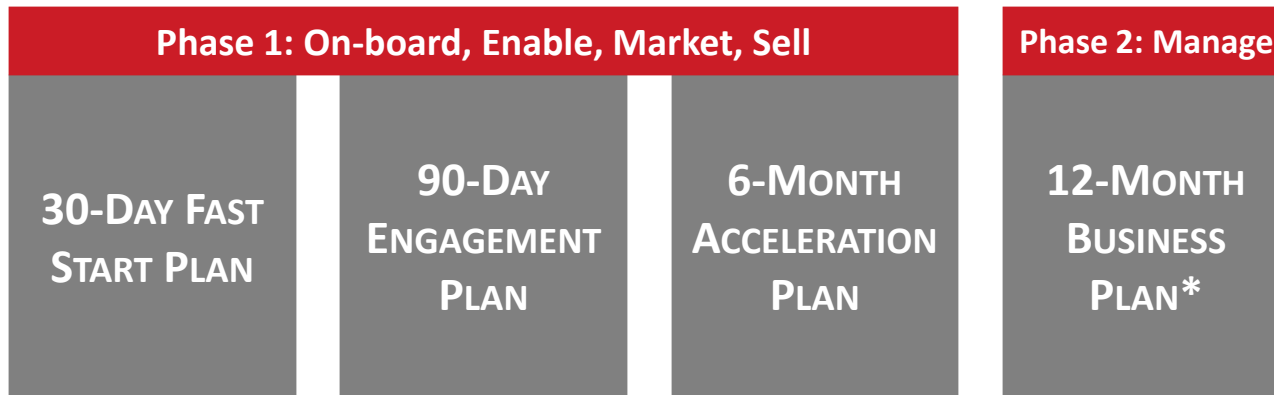 Phase 1: On-board, Enable, Market, Sell
Phase 2: Manage
30-DAY FAST
START PLAN
90-DAY
ENGAGEMENT
PLAN
6-MONTH
ACCELERATION
PLAN
12-MONTH
BUSINESS
PLAN*